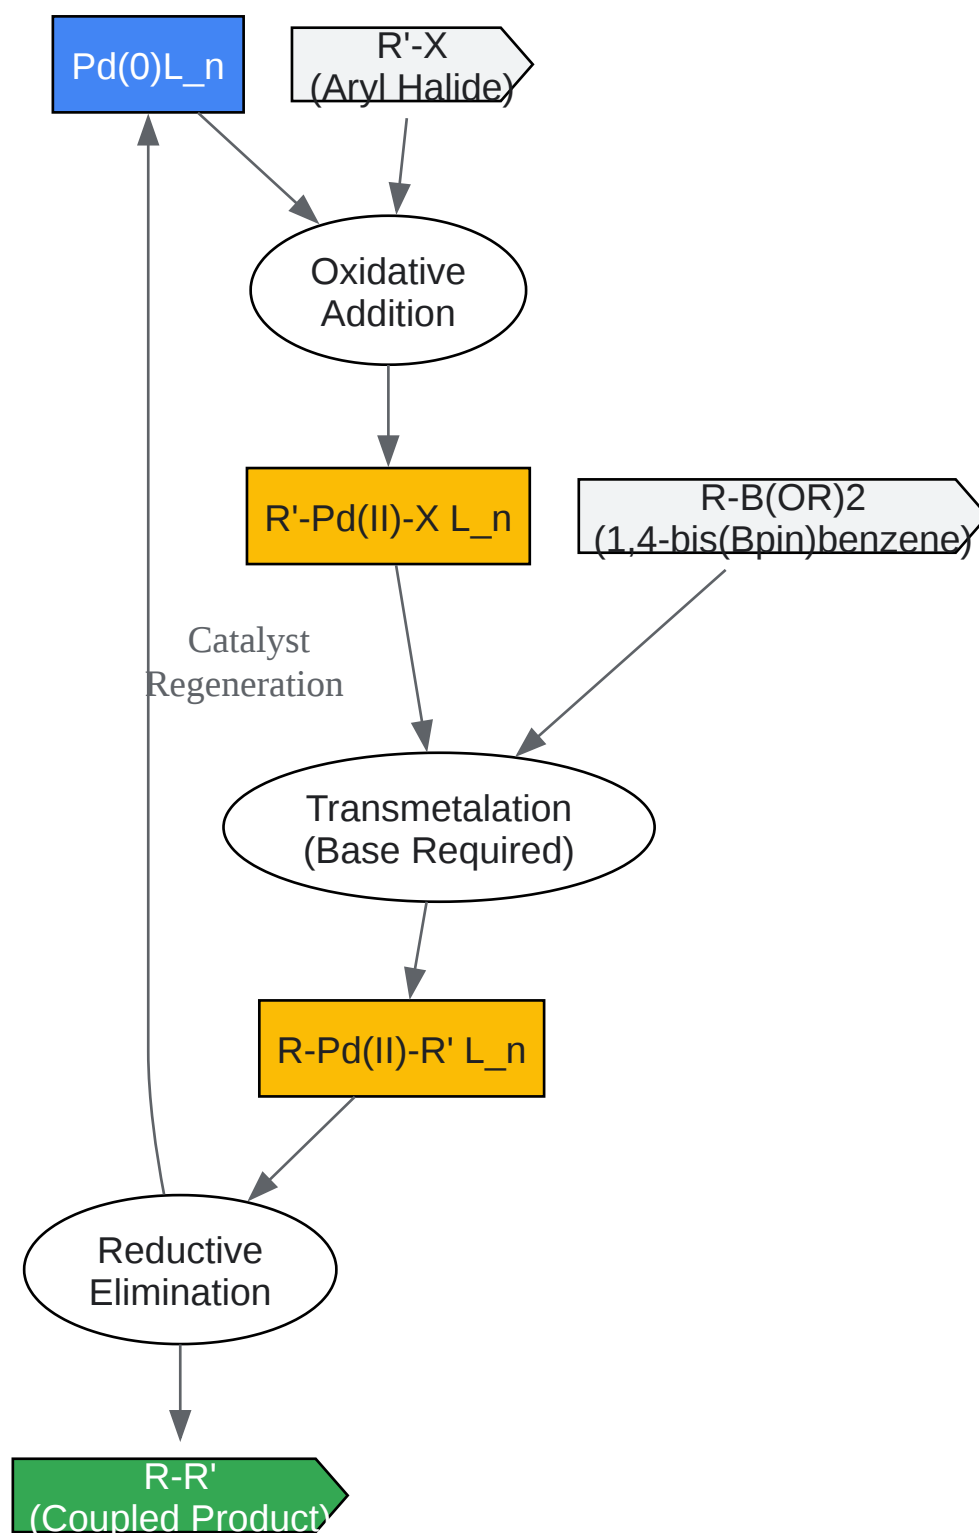 Pd(0)L_n
R'-X
(Aryl Halide)
Oxidative
Addition
R'-Pd(II)-X L_n
R-B(OR)2
(1,4-bis(Bpin)benzene)
Catalyst
Regeneration
Transmetalation
(Base Required)
R-Pd(II)-R' L_n
Reductive
Elimination
R-R'
(Coupled Product)